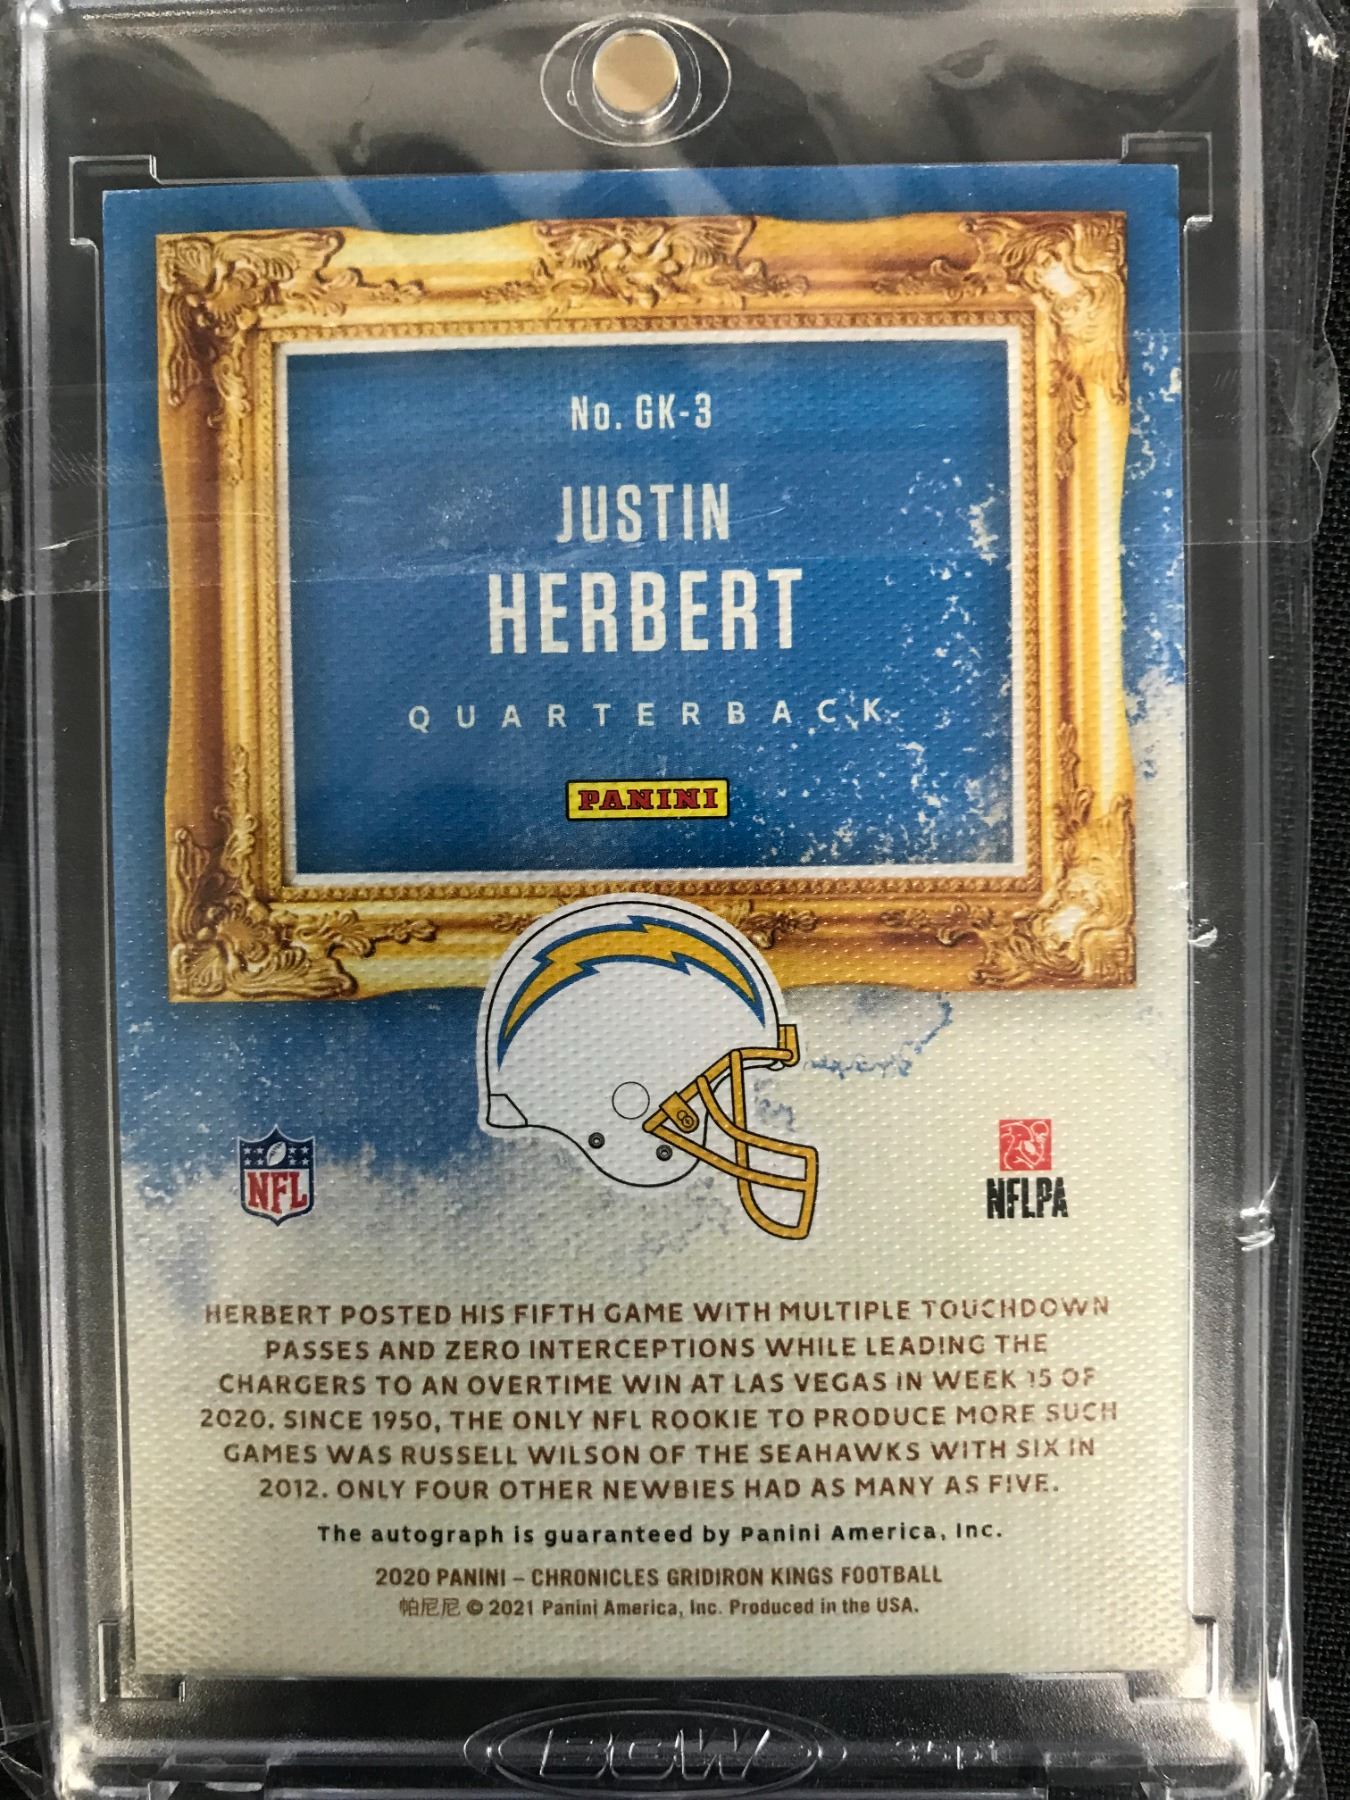 No. GK-3
JUSTIN
HERBERT
QUARTERBACK
PANINI
NFL
NFLPA
HERBERT POSTED HIS FIFTH GAME WITH MULTIPLE TOUCHDOWN
PASSES AND ZERO INTERCEPTIONS WHILE LEADING THE
CHARGERS TO AN OVERTIME WIN AT LAS VEGAS IN WEEK 15 OF
2020. SINCE 1950, THE ONLY NFL ROOKIE TO PRODUCE MORE SUCH
GAMES WAS RUSSELL WILSON OF THE SEAHAWKS WITH SIX IN
2012. ONLY FOUR OTHER NEWBIES HAD AS MANY AS FIVE.
The autograph is guaranteed by Panini America, Inc.
2020 PANINI – CHRONICLES GRIDIRON KINGS FOOTBALL
帕尼尼 © 2021 Panini America, Inc. Produced in the USA.
BCW 35pt